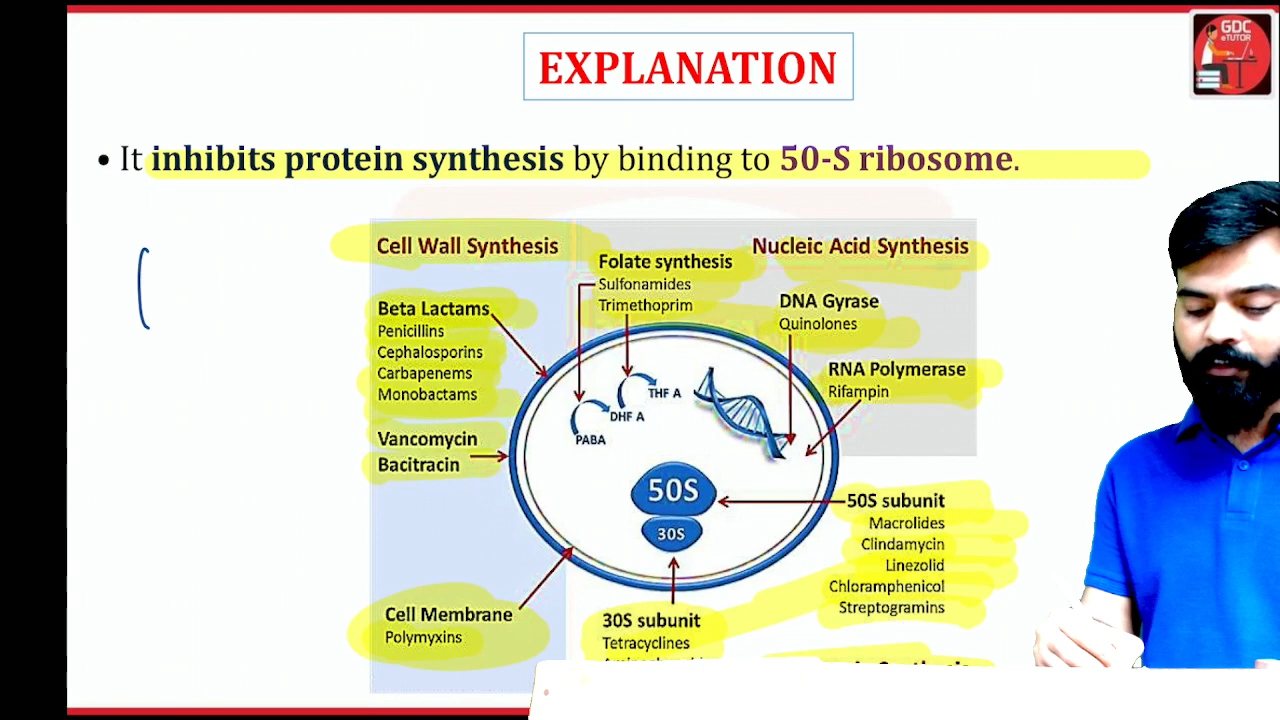 GDC
eTUTOR
EXPLANATION
• It inhibits protein synthesis by binding to 50-S ribosome.
Cell Wall Synthesis
Nucleic Acid Synthesis
Folate synthesis
Sulfonamides
Trimethoprim
Beta Lactams
Penicillins
Cephalosporins
Carbapenems
Monobactams
DNA Gyrase
Quinolones
RNA Polymerase
Rifampin
THF A
DHF A
PABA
Vancomycin
Bacitracin
50S
30S
50S subunit
Macrolides
Clindamycin
Linezolid
Chloramphenicol
Streptogramins
Cell Membrane
Polymyxins
30S subunit
Tetracyclines